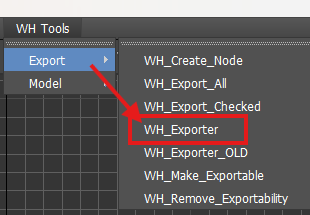 WH Tools
Export
Model
WH_Create_Node
WH_Export_All
WH_Export_Checked
WH_Exporter
WH_Exporter_OLD
WH_Make_Exportable
WH_Remove_Exportability